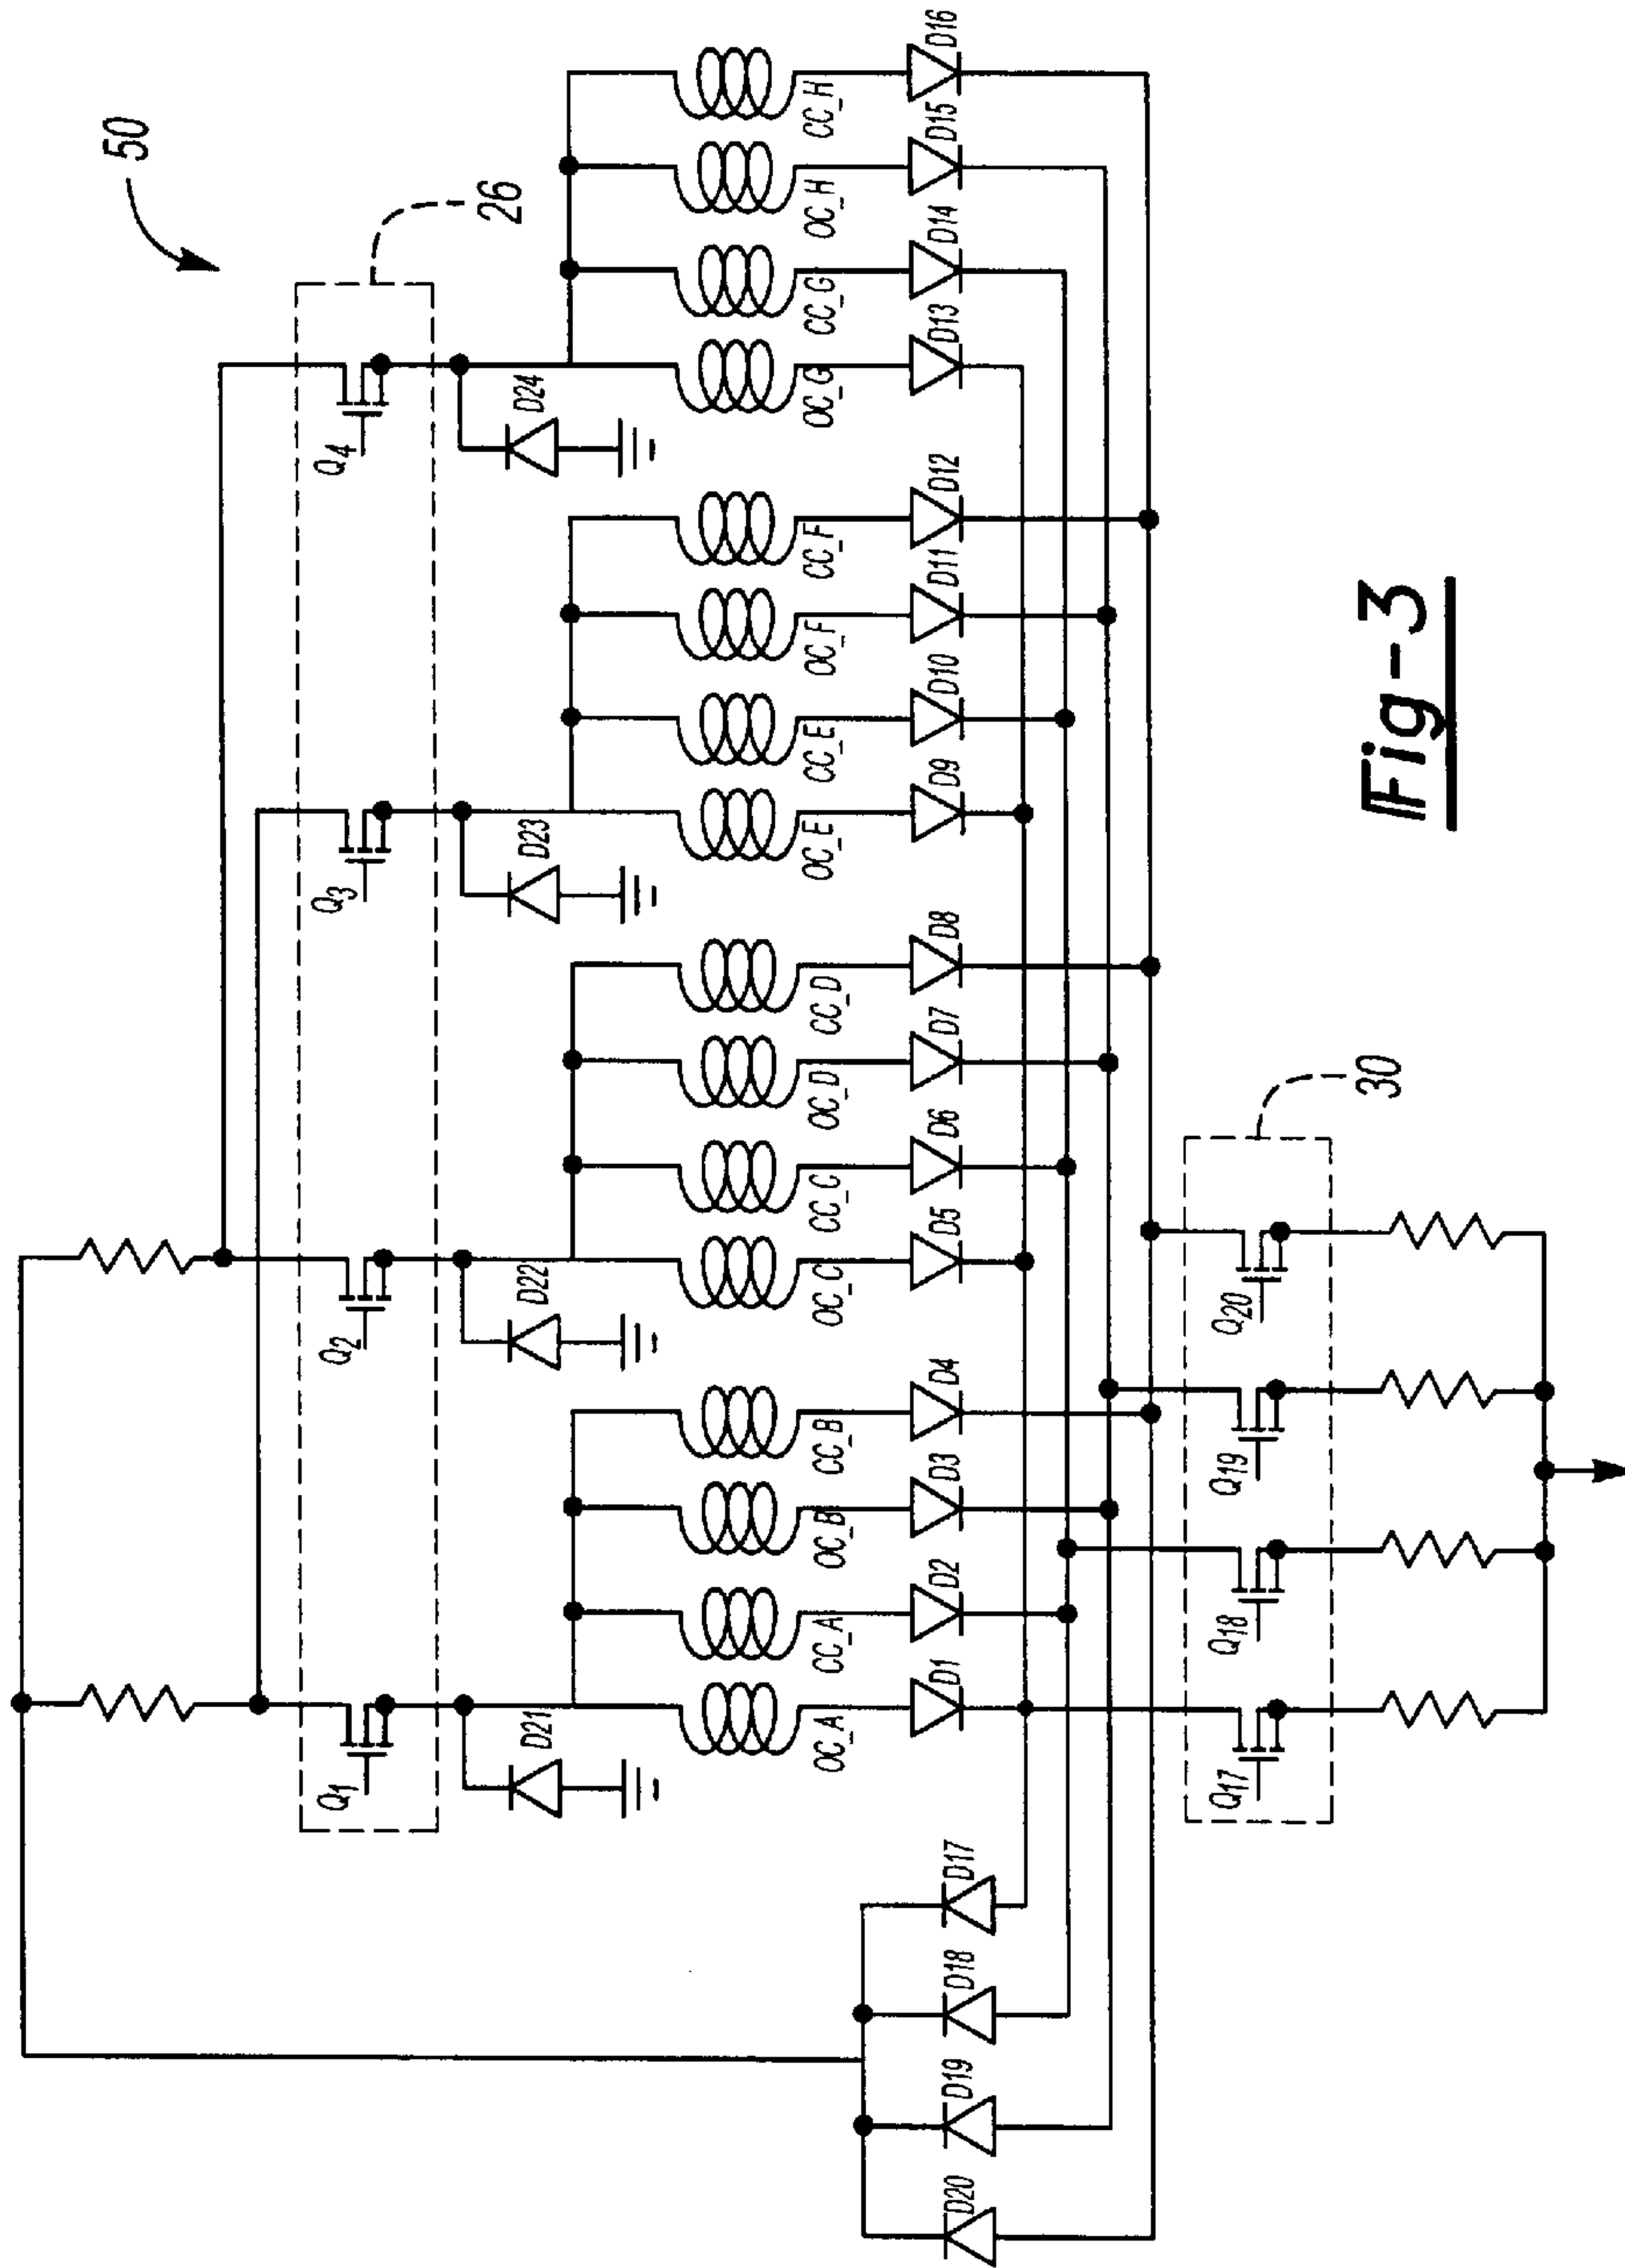 50
26
Q1
Q2
Q3
Q4
D21
D22
D23
D24
OC_A
CC_A
OC_B
CC_B
OC_C
CC_C
OC_D
CC_D
OC_E
CC_E
OC_F
CC_F
OC_G
CC_G
OC_H
CC_H
D1
D2
D3
D4
D5
D6
D7
D8
D9
D10
D11
D12
D13
D14
D15
D16
D20
D19
D18
D17
30
Q17
Q18
Q19
Q20
Fig-3